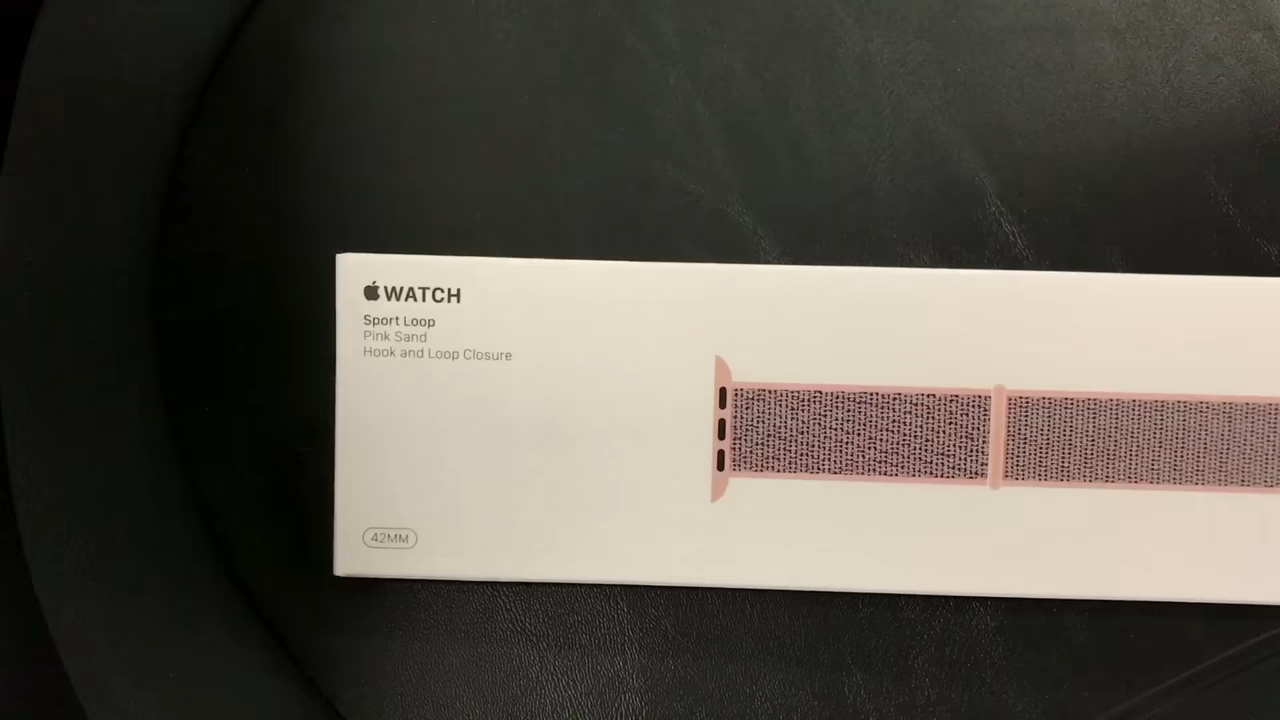 WATCH
Sport Loop
Pink Sand
Hook and Loop Closure
42MM